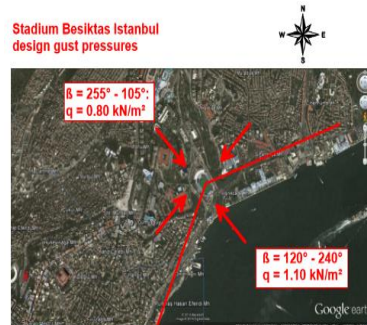 Stadium Besiktas Istanbul
design gust pressures
N
W
E
S
ß = 255° - 105°:
q = 0.80 kN/m²
ß = 120° - 240°
q = 1.10 kN/m²
Google earth